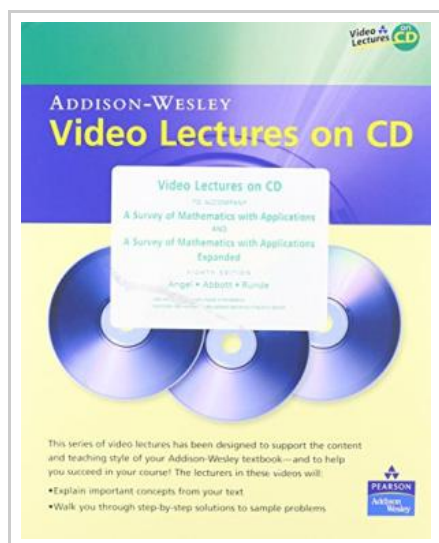 Video Lectures on CD
ADDISON-WESLEY
Video Lectures on CD
Video Lectures on CD
TO ACCOMPANY
A Survey of Mathematics with Applications
AND
A Survey of Mathematics with Applications
Expanded
EIGHTH EDITION
Angel • Abbott • Runde
This series of video lectures has been designed to support the content
and teaching style of your Addison-Wesley textbook—and to help
you succeed in your course! The lecturers in these videos will:
•Explain important concepts from your text
•Walk you through step-by-step solutions to sample problems
PEARSON
Addison
Wesley